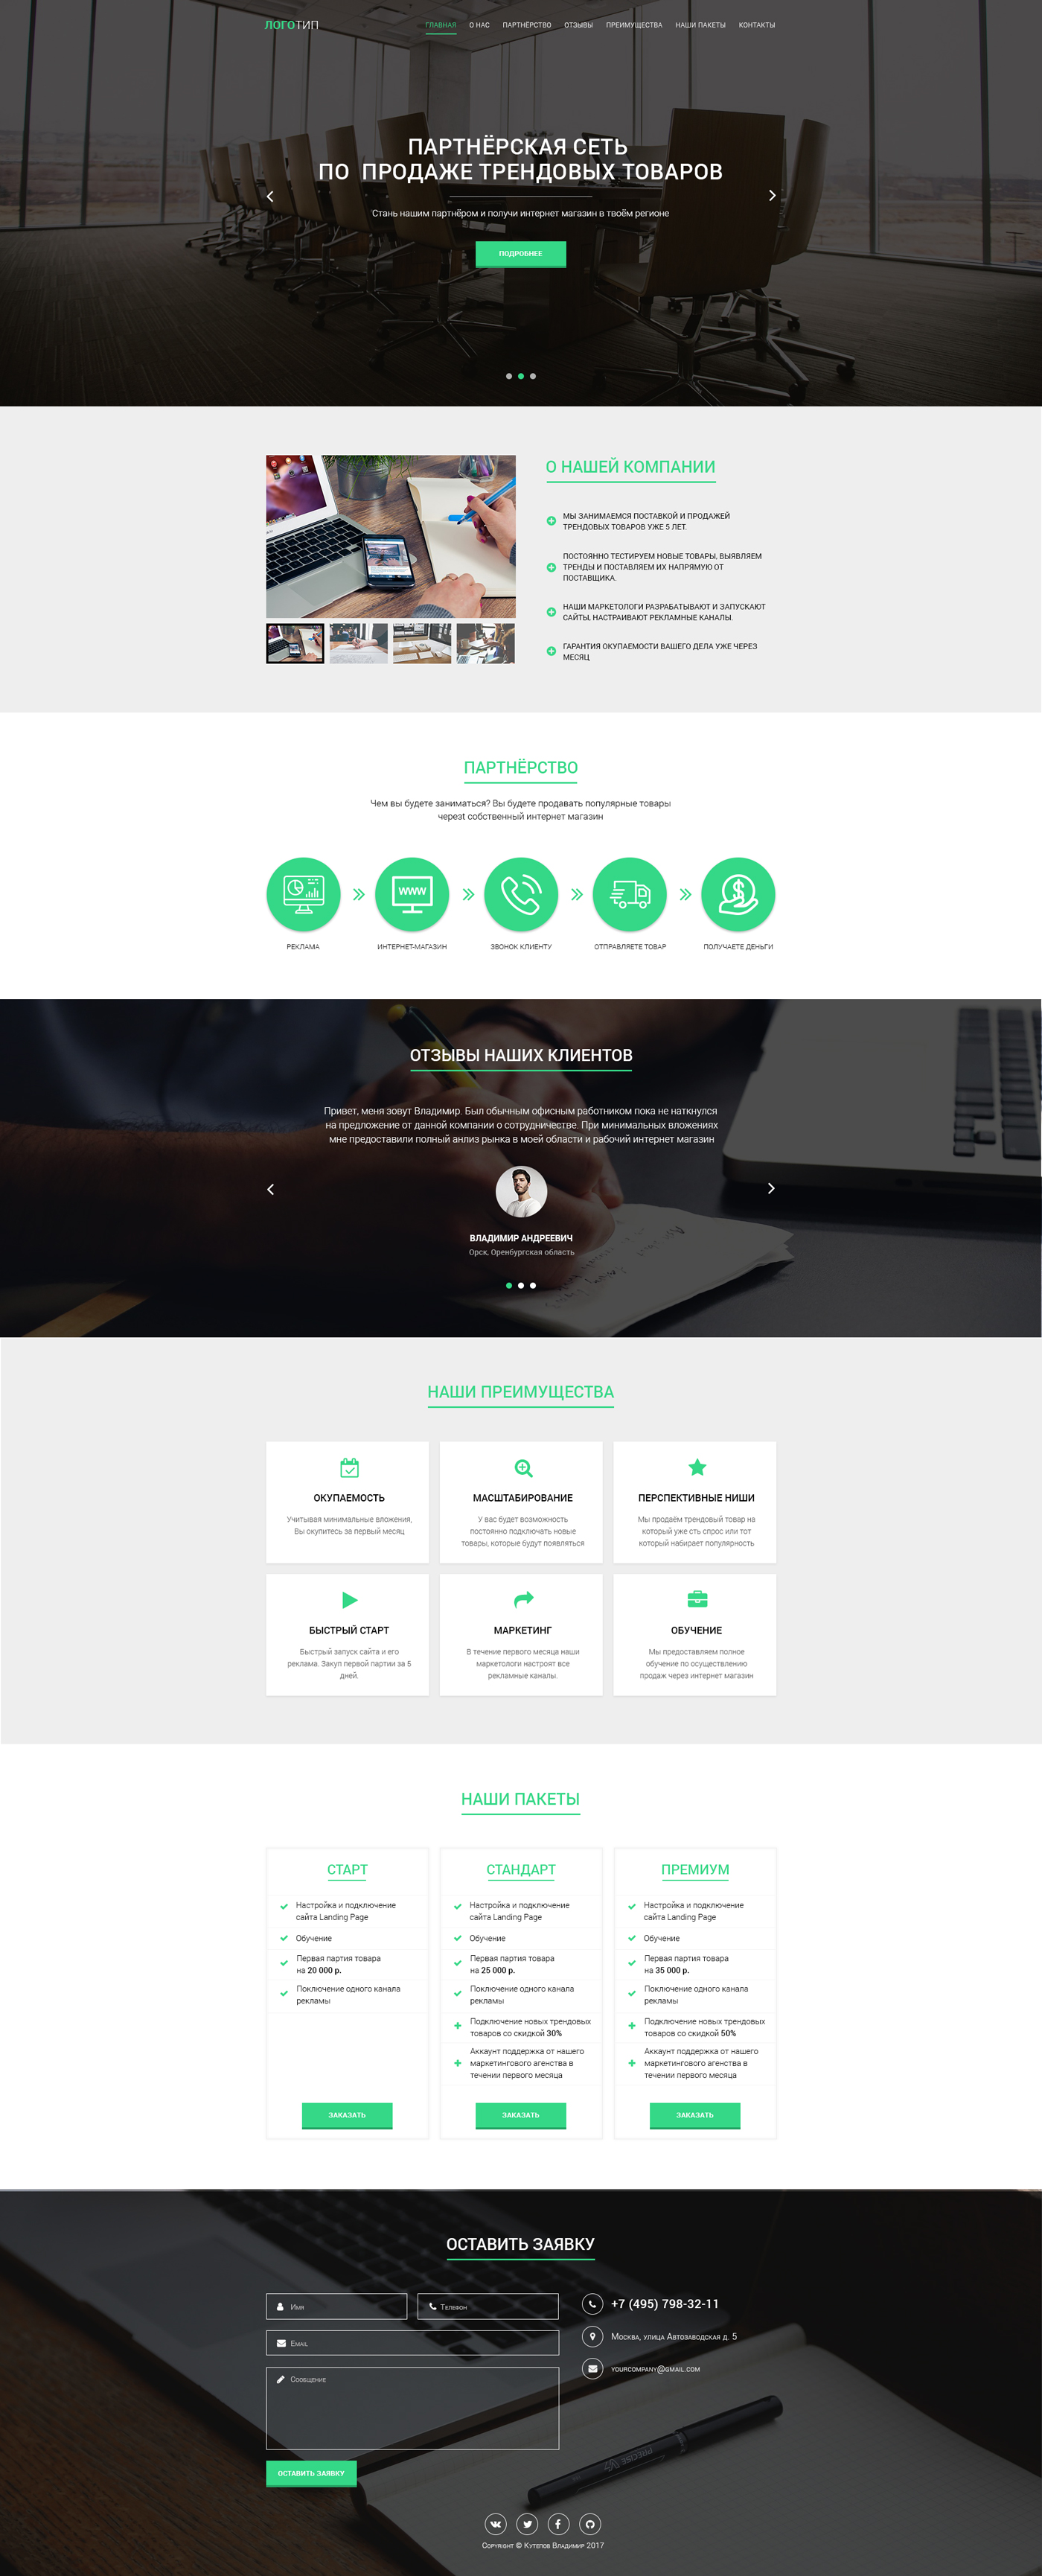 ЛОГОТИП
ГЛАВНАЯ О НАС ПАРТНЁРСТВО ОТЗЫВЫ ПРЕИМУЩЕСТВА НАШИ ПАКЕТЫ КОНТАКТЫ
ПАРТНЁРСКАЯ СЕТЬ
ПО ПРОДАЖЕ ТРЕНДОВЫХ ТОВАРОВ
Стань нашим партнёром и получи интернет магазин в твоём регионе
ПОДРОБНЕЕ
О НАШЕЙ КОМПАНИИ
МЫ ЗАНИМАЕМСЯ ПОСТАВКОЙ И ПРОДАЖЕЙ
ТРЕНДОВЫХ ТОВАРОВ УЖЕ 5 ЛЕТ.
ПОСТОЯННО ТЕСТИРУЕМ НОВЫЕ ТОВАРЫ, ВЫЯВЛЯЕМ
ТРЕНДЫ И ПОСТАВЛЯЕМ ИХ НАПРЯМУЮ ОТ
ПОСТАВЩИКА.
НАШИ МАРКЕТОЛОГИ РАЗРАБАТЫВАЮТ И ЗАПУСКАЮТ
САЙТЫ, НАСТРАИВАЮТ РЕКЛАМНЫЕ КАНАЛЫ.
ГАРАНТИЯ ОКУПАЕМОСТИ ВАШЕГО ДЕЛА УЖЕ ЧЕРЕЗ
МЕСЯЦ
ПАРТНЁРСТВО
Чем вы будете заниматься? Вы будете продавать популярные товары
черезt собственный интернет магазин
WWW
РЕКЛАМА
ИНТЕРНЕТ-МАГАЗИН
ЗВОНОК КЛИЕНТУ
ОТПРАВЛЯЕТЕ ТОВАР
ПОЛУЧАЕТЕ ДЕНЬГИ
ОТЗЫВЫ НАШИХ КЛИЕНТОВ
Привет, меня зовут Владимир. Был обычным офисным работником пока не наткнулся
на предложение от данной компании о сотрудничестве. При минимальных вложениях
мне предоставили полный анлиз рынка в моей области и рабочий интернет магазин
ВЛАДИМИР АНДРЕЕВИЧ
Орск, Оренбургская область
НАШИ ПРЕИМУЩЕСТВА
ОКУПАЕМОСТЬ
Учитывая минимальные вложения,
Вы окупитесь за первый месяц
МАСШТАБИРОВАНИЕ
У вас будет возможность
постоянно подключать новые
товары, которые будут появляться
ПЕРСПЕКТИВНЫЕ НИШИ
Мы продаём трендовый товар на
который уже сть спрос или тот
который набирает популярность
БЫСТРЫЙ СТАРТ
Быстрый запуск сайта и его
реклама. Закуп первой партии за 5
дней.
МАРКЕТИНГ
В течение первого месяца наши
маркетологи настроят все
рекламные каналы.
ОБУЧЕНИЕ
Мы предоставляем полное
обучение по осуществлению
продаж через интернет магазин
НАШИ ПАКЕТЫ
СТАРТ
Настройка и подключение
сайта Landing Page
Обучение
Первая партия товара
на 20 000 р.
Поключение одного канала
рекламы
ЗАКАЗАТЬ
СТАНДАРТ
Настройка и подключение
сайта Landing Page
Обучение
Первая партия товара
на 25 000 р.
Поключение одного канала
рекламы
Подключение новых трендовых
товаров со скидкой 30%
Аккаунт поддержка от нашего
маркетингового агенства в
течении первого месяца
ЗАКАЗАТЬ
ПРЕМИУМ
Настройка и подключение
сайта Landing Page
Обучение
Первая партия товара
на 35 000 р.
Поключение одного канала
рекламы
Подключение новых трендовых
товаров со скидкой 50%
Аккаунт поддержка от нашего
маркетингового агенства в
течении первого месяца
ЗАКАЗАТЬ
ОСТАВИТЬ ЗАЯВКУ
Имя
Телефон
Email
Сообщение
ОСТАВИТЬ ЗАЯВКУ
+7 (495) 798-32-11
Москва, улица Автозаводская д. 5
yourcompany@gmail.com
PRECISE V5
Copyright © Кутепов Владимир 2017